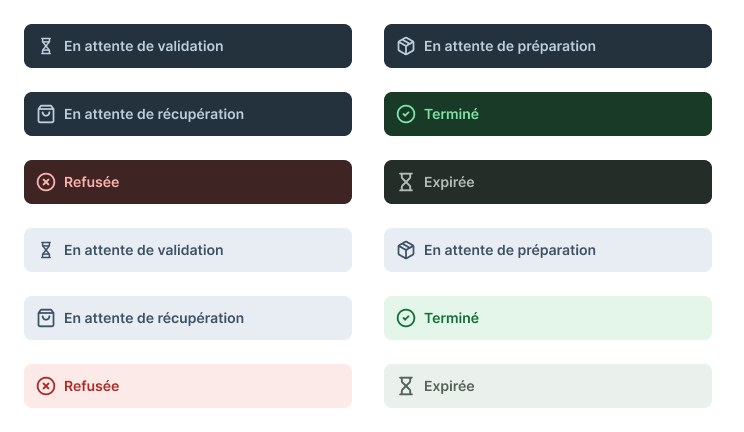 En attente de validation
En attente de préparation
En attente de récupération
Terminé
Refusée
Expirée
En attente de validation
En attente de préparation
En attente de récupération
Terminé
Refusée
Expirée